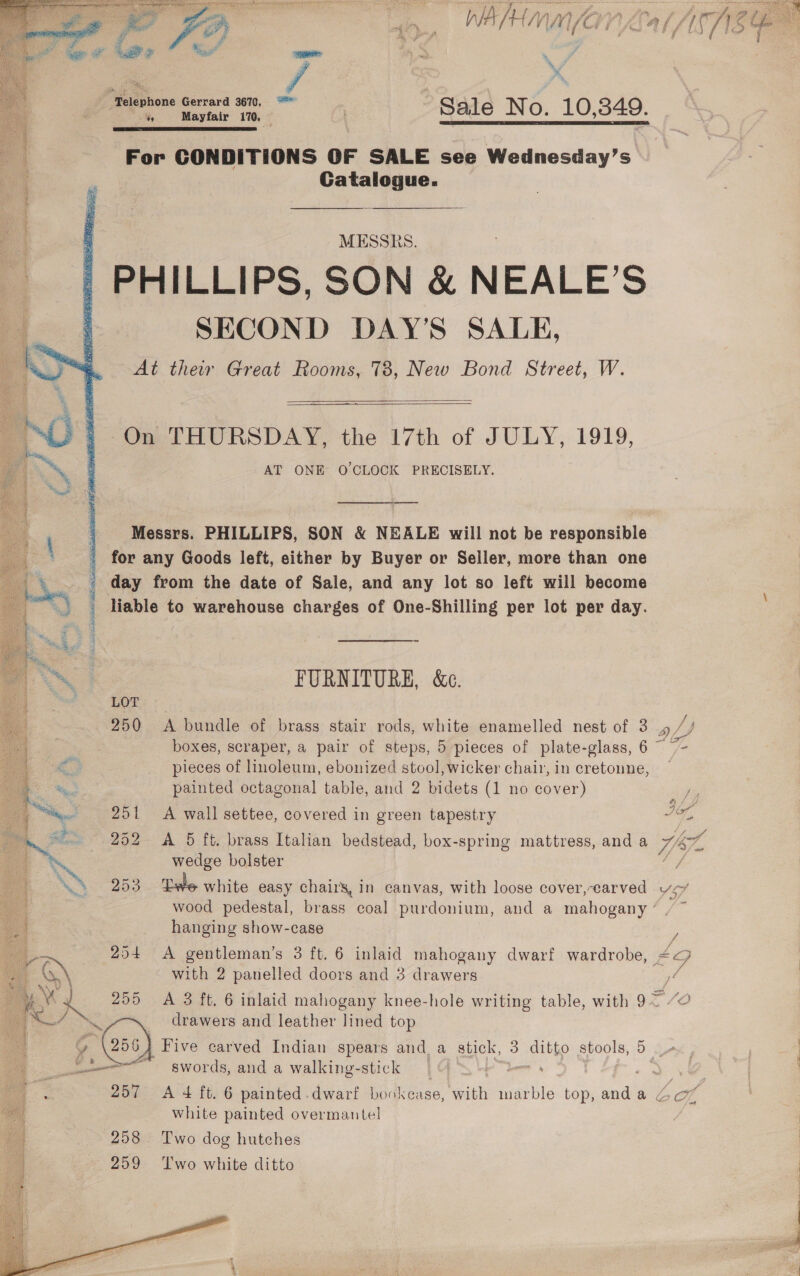 WA/HMM/CM/Sal/15/184
7
Telephone Gerrard 3670,
„ Mayfair 170.
Sale No. 10,349.
For CONDITIONS OF SALE see Wednesday's
Catalogue.
MESSRS.
PHILLIPS, SON & NEALE'S
SECOND DAY'S SALE,
At their Great Rooms, 73, New Bond Street, W.
On THURSDAY, the 17th of JULY, 1919,
AT ONE O'CLOCK PRECISELY.
Messrs. PHILLIPS, SON & NEALE will not be responsible
for any Goods left, either by Buyer or Seller, more than one
day from the date of Sale, and any lot so left will become
liable to warehouse charges of One-Shilling per lot per day.
FURNITURE, &c.
LOT
250 A bundle of brass stair rods, white enamelled nest of 3
boxes, scraper, a pair of steps, 5 pieces of plate-glass, 6
pieces of linoleum, ebonized stool, wicker chair, in cretonne,
painted octagonal table, and 2 bidets (1 no cover)
251 A wall settee, covered in green tapestry
252 A 5 ft. brass Italian bedstead, box-spring mattress, and a
wedge bolster
253 Two white easy chairs, in canvas, with loose cover, carved
wood pedestal, brass coal purdonium, and a mahogany
hanging show-case
254 A gentleman's 3 ft. 6 inlaid mahogany dwarf wardrobe,
with 2 panelled doors and 3 drawers
255 A 3 ft. 6 inlaid mahogany knee-hole writing table, with 9
drawers and leather lined top
256 Five carved Indian spears and a stick, 3 ditto stools, 5
swords, and a walking-stick
257 A 4 ft. 6 painted dwarf bookcase, with marble top, and a
white painted overmantel
258 Two dog hutches
259 Two white ditto